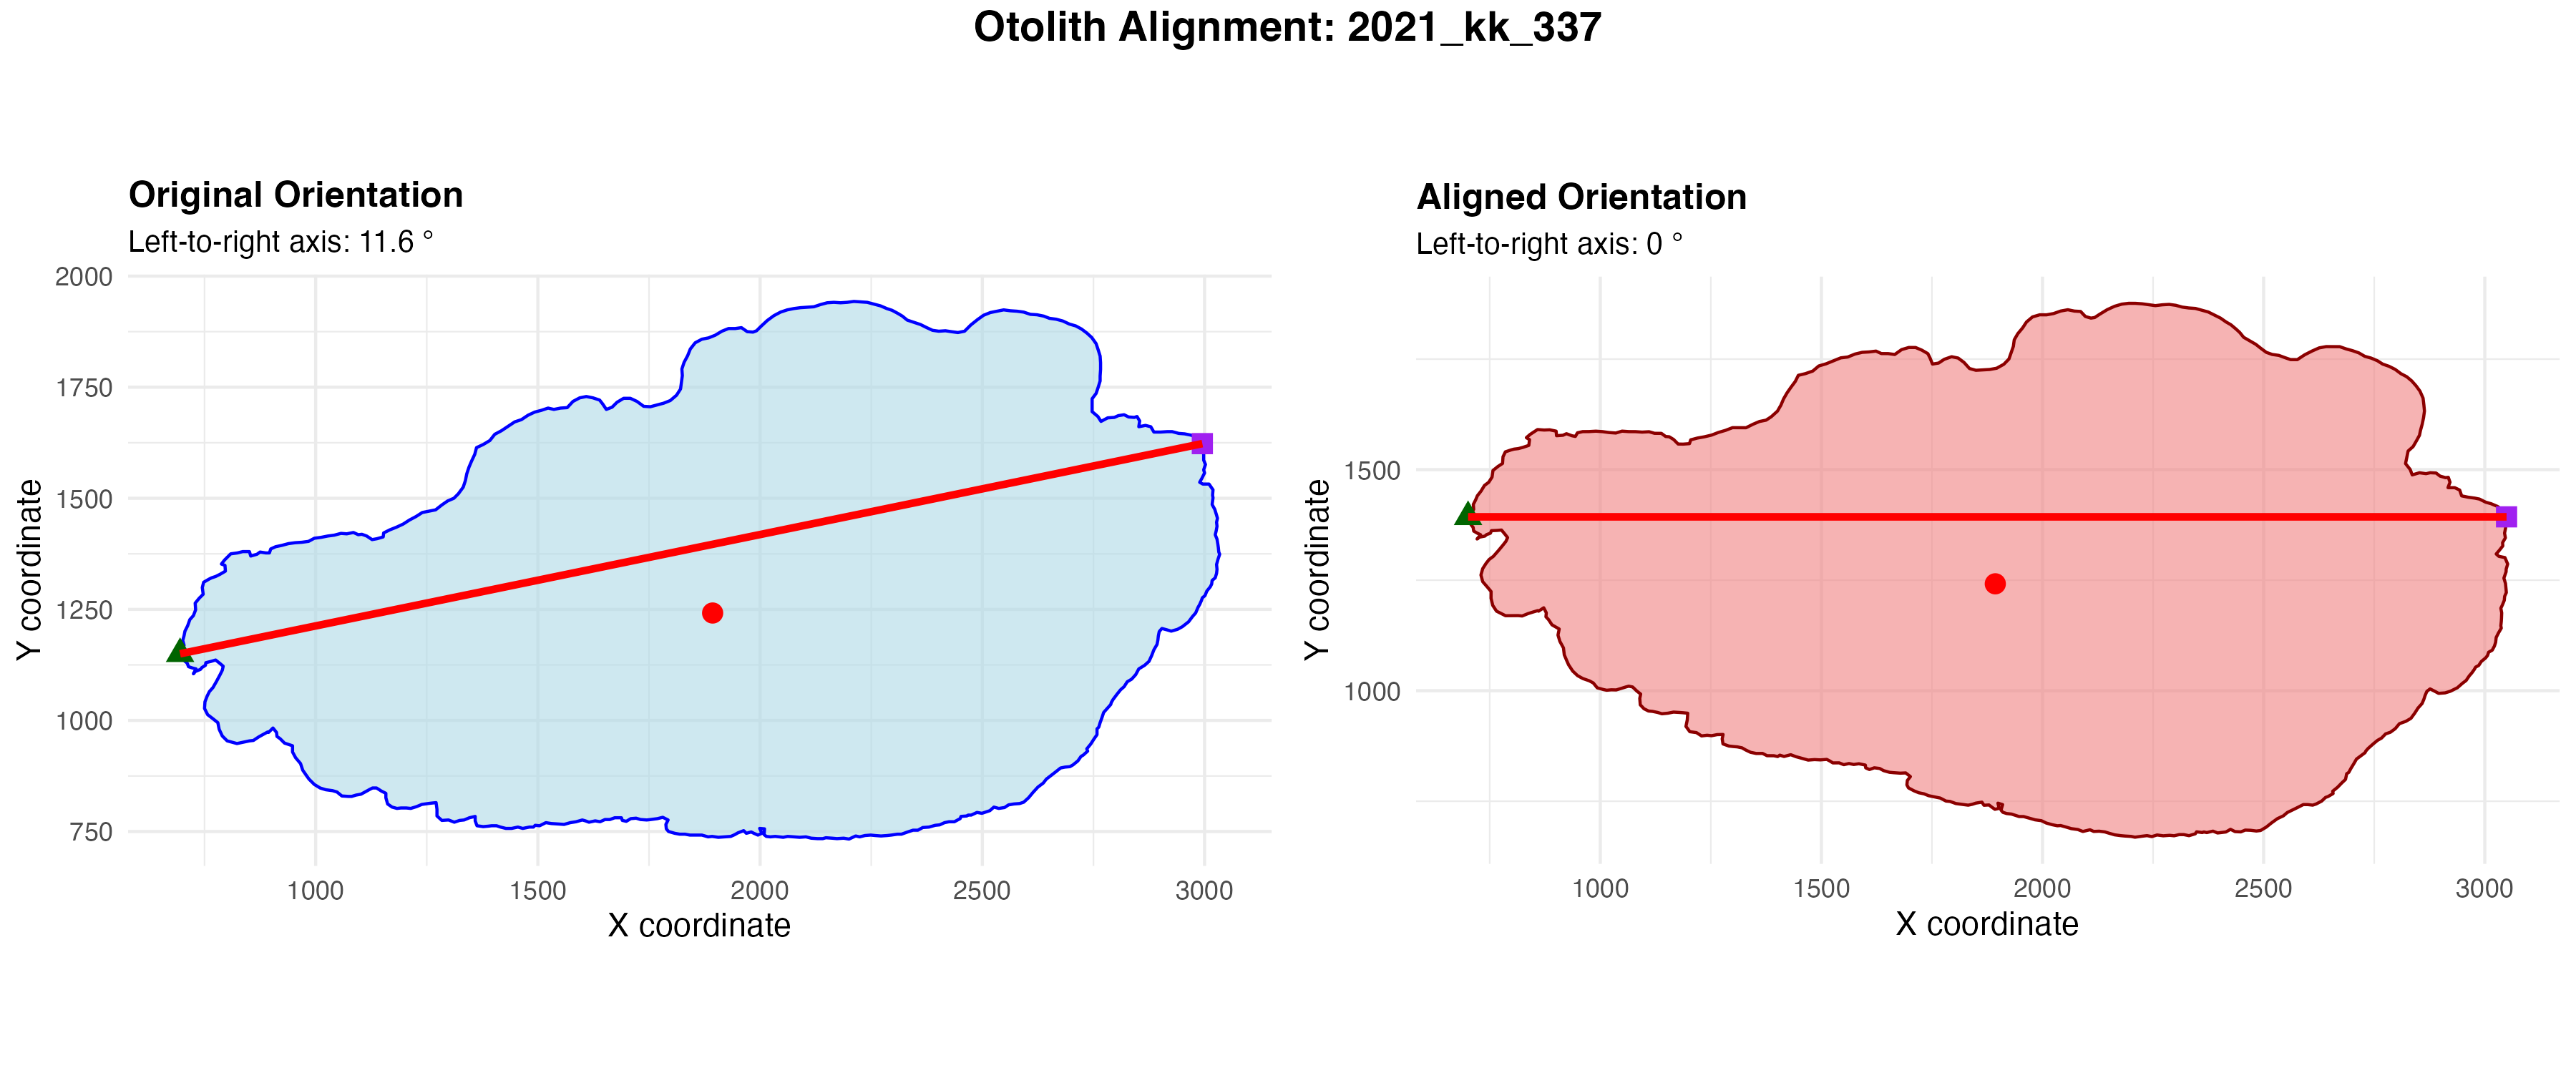 Otolith Alignment: 2021_kk_337
Original Orientation
Left-to-right axis: 11.6 °
2000
1750
1500
1250
1000
750
Y coordinate
1000 1500 2000 2500 3000
X coordinate
Aligned Orientation
Left-to-right axis: 0 °
1500
1000
Y coordinate
1000 1500 2000 2500 3000
X coordinate